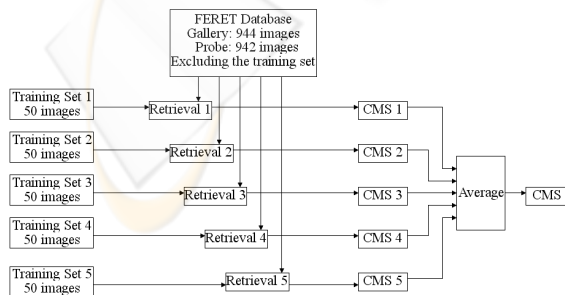 FERET Database
Gallery: 944 images
Probe: 942 images
Excluding the training set
Training Set 1
50 images
Retrieval 1
CMS 1
Training Set 2
50 images
Retrieval 2
CMS 2
Training Set 3
50 images
Retrieval 3
CMS 3
Average
CMS
Training Set 4
50 images
Retrieval 4
CMS 4
Training Set 5
50 images
Retrieval 5
CMS 5